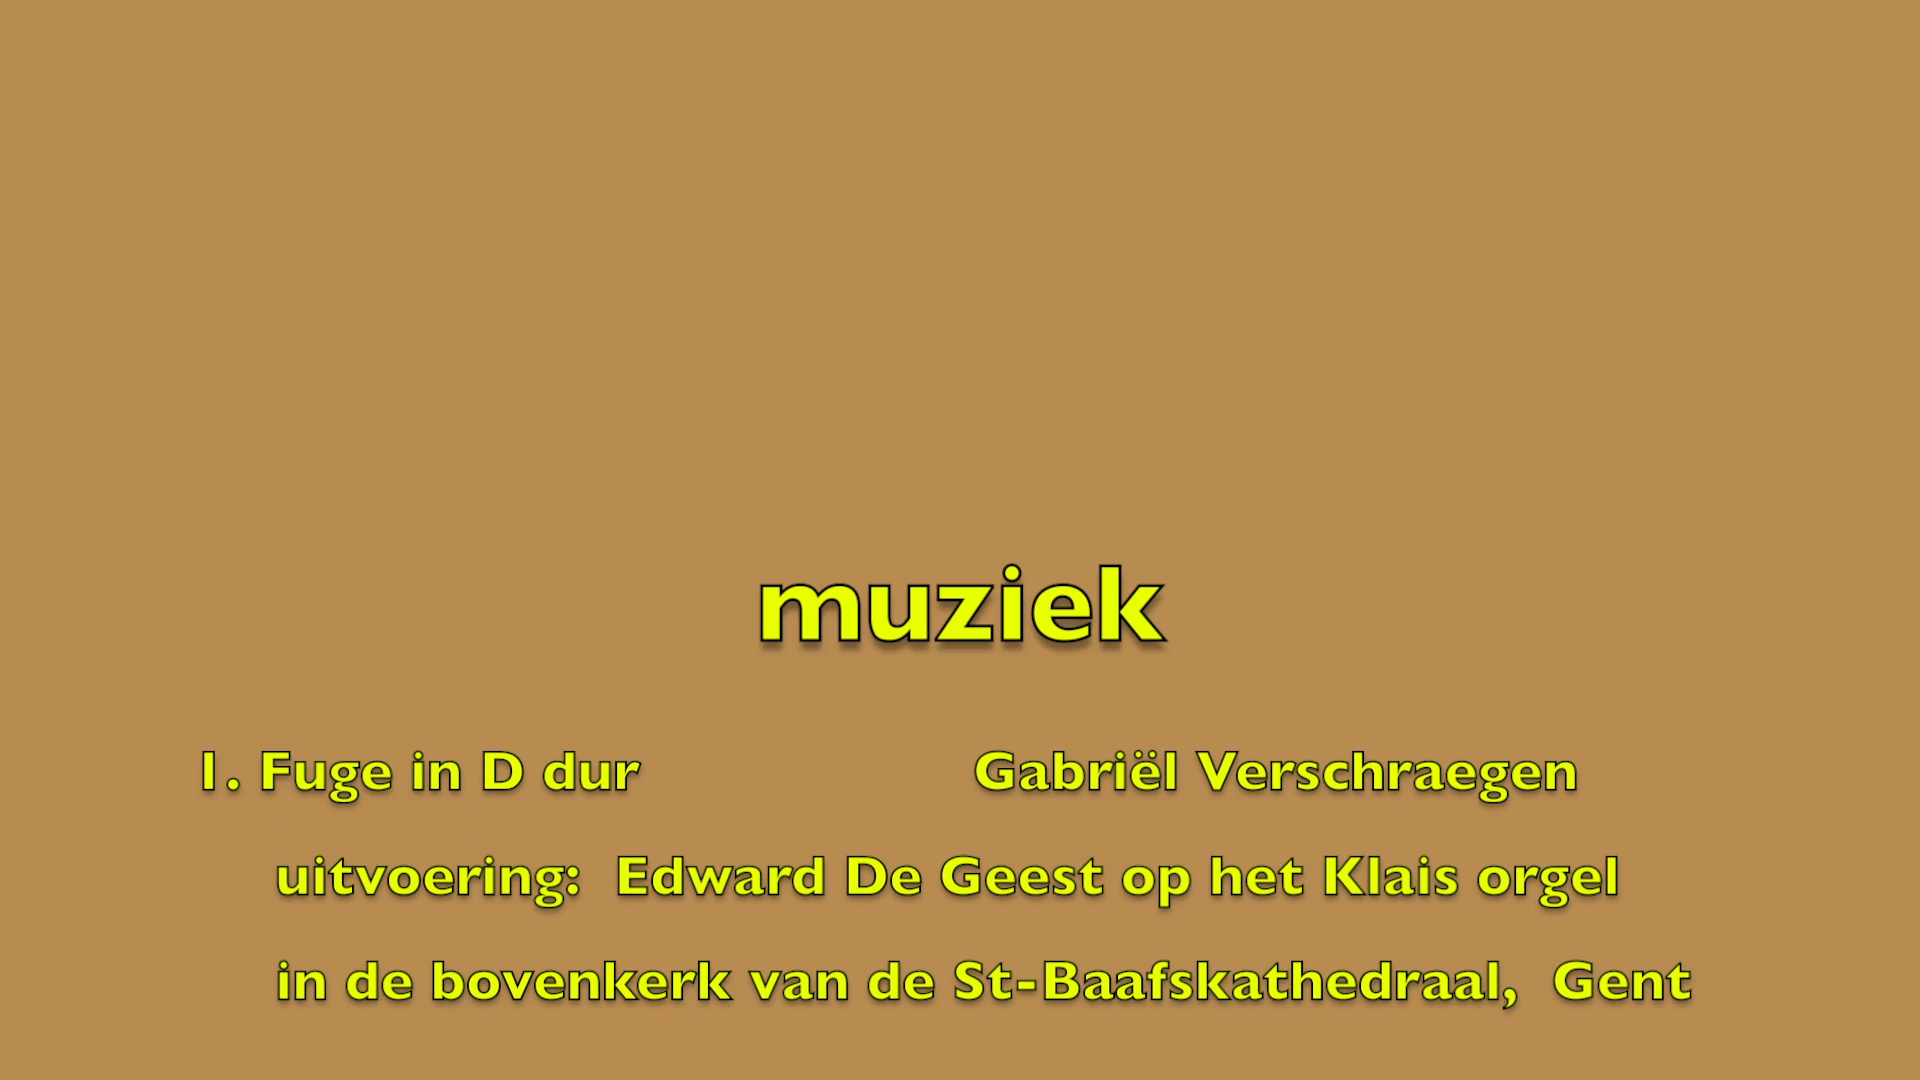 muziek
1. Fuge in D dur Gabriël Verschraegen
uitvoering: Edward De Geest op het Klais orgel
in de bovenkerk van de St-Baafskathedraal, Gent